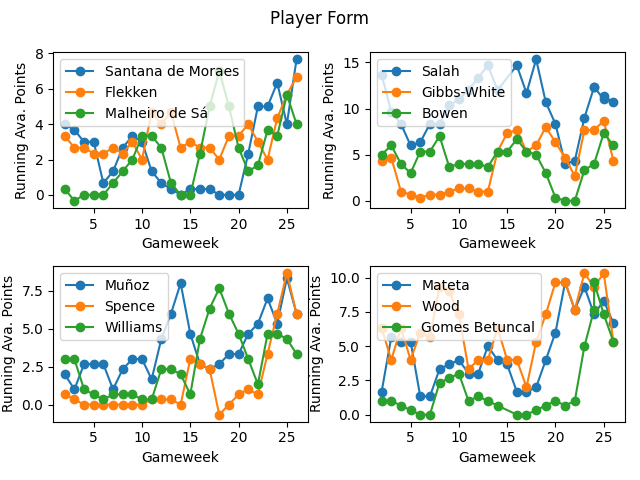 Player Form
Running Ava. Points
8
6
4
2
0
Santana de Moraes
Flekken
Malheiro de Sá
5
10
15
20
25
Gameweek
Running Ava. Points
15
10
5
0
Salah
Gibbs-White
Bowen
5
10
15
20
25
Gameweek
Running Ava. Points
7.5
5.0
2.5
0.0
Muñoz
Spence
Williams
5
10
15
20
25
Gameweek
Running Ava. Points
10.0
7.5
5.0
2.5
0.0
Mateta
Wood
Gomes Betuncal
5
10
15
20
25
Gameweek